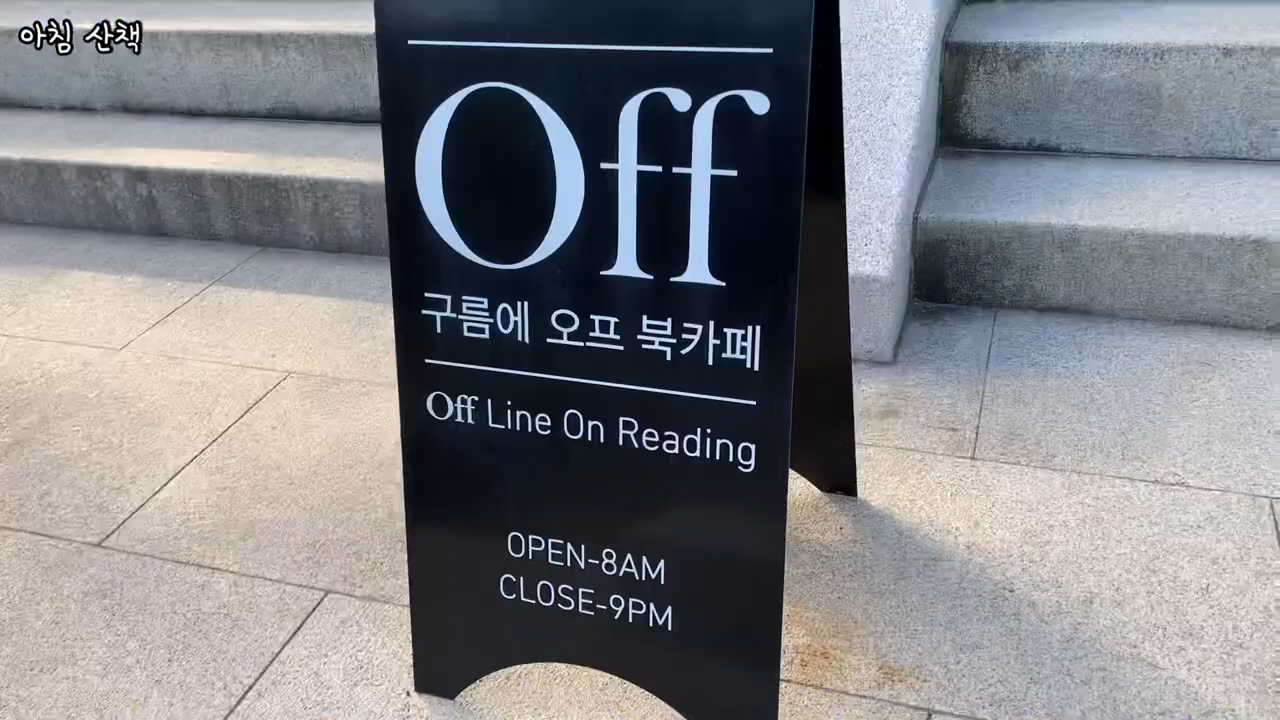 아침 산책
Off
구름에 오프 북카페
Off Line On Reading
OPEN-8AM
CLOSE-9PM